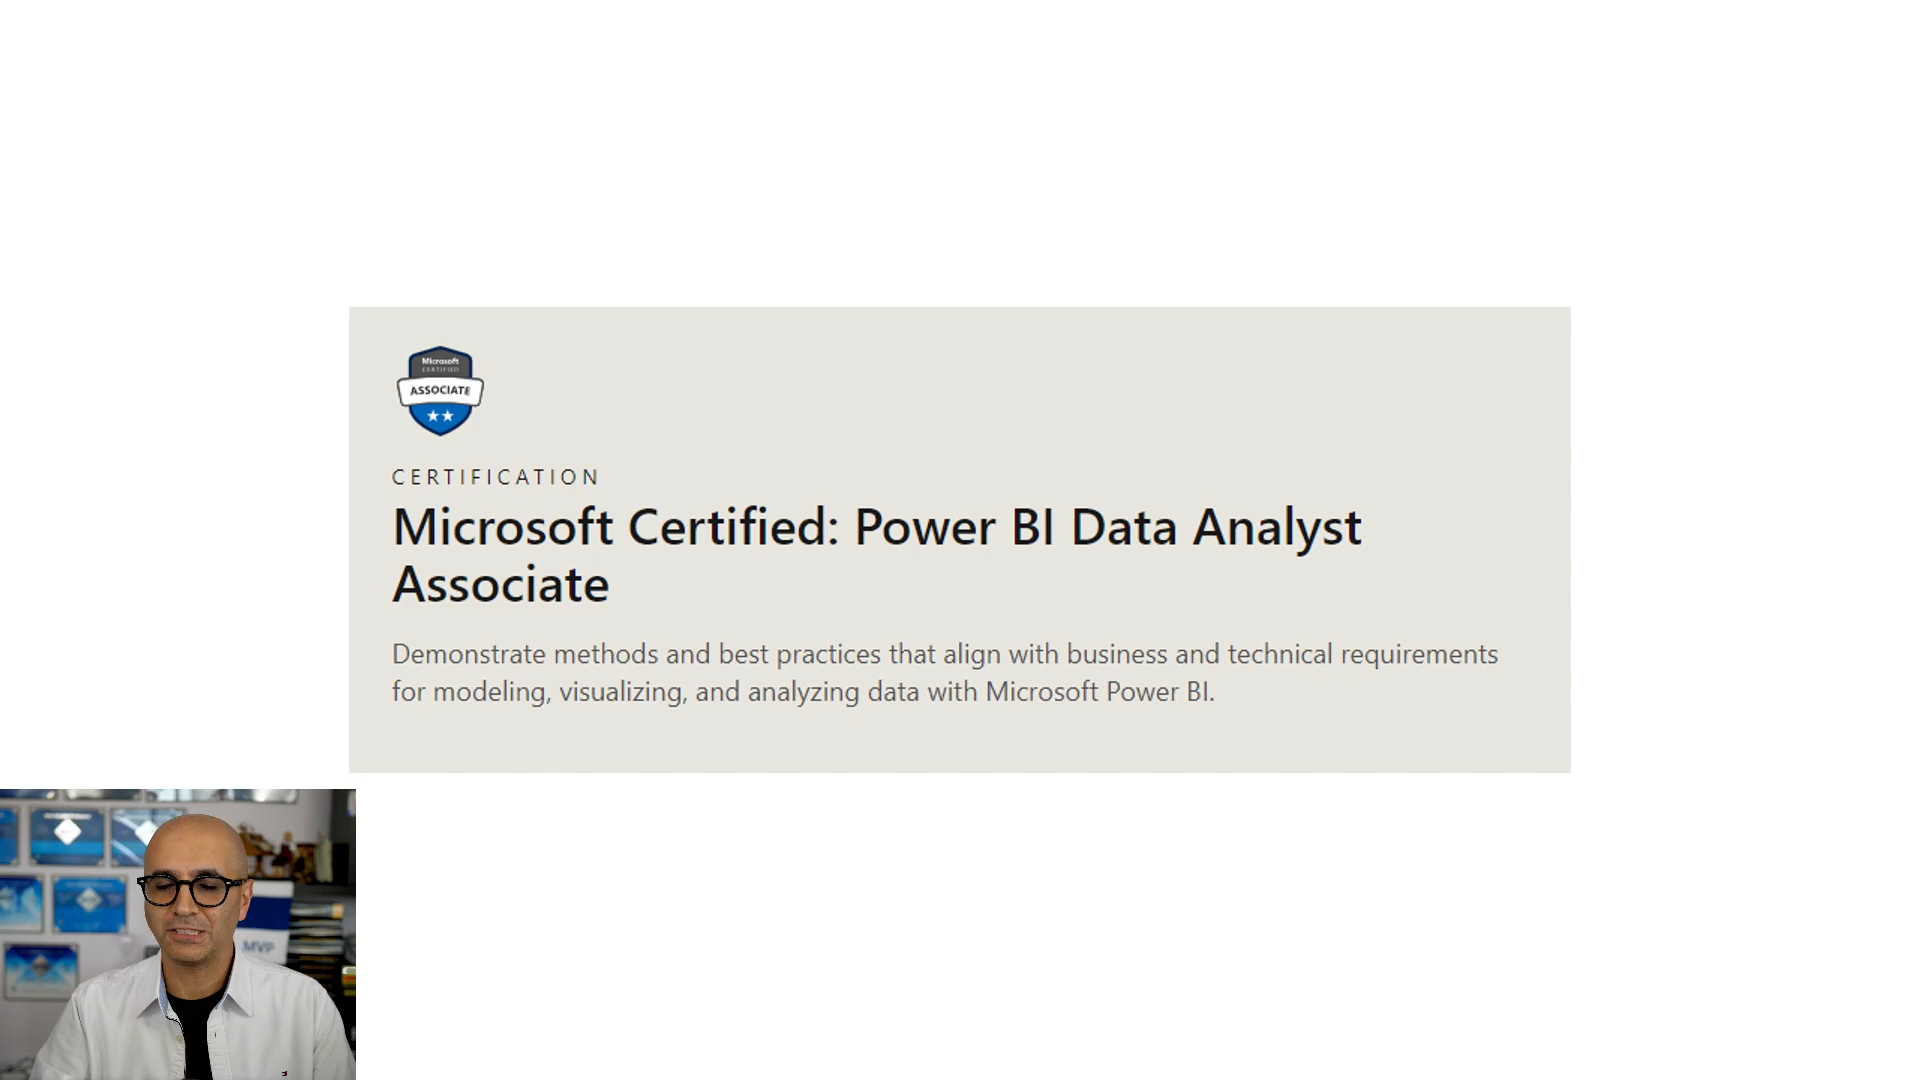 Microsoft
CERTIFIED
ASSOCIATE
CERTIFICATION
Microsoft Certified: Power BI Data Analyst
Associate
Demonstrate methods and best practices that align with business and technical requirements
for modeling, visualizing, and analyzing data with Microsoft Power BI.
MVP